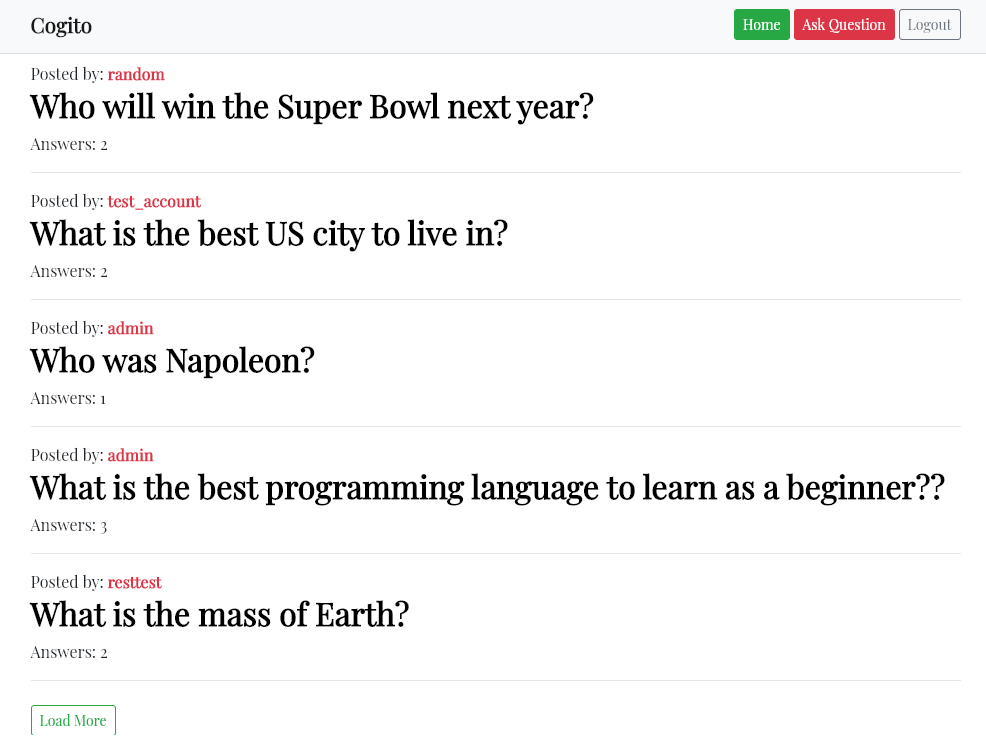 Cogito
Home
Ask Question
Logout
Posted by: random
Who will win the Super Bowl next year?
Answers: 2
Posted by: test_account
What is the best US city to live in?
Answers: 2
Posted by: admin
Who was Napoleon?
Answers: 1
Posted by: admin
What is the best programming language to learn as a beginner??
Answers: 3
Posted by: resttest
What is the mass of Earth?
Answers: 2
Load More